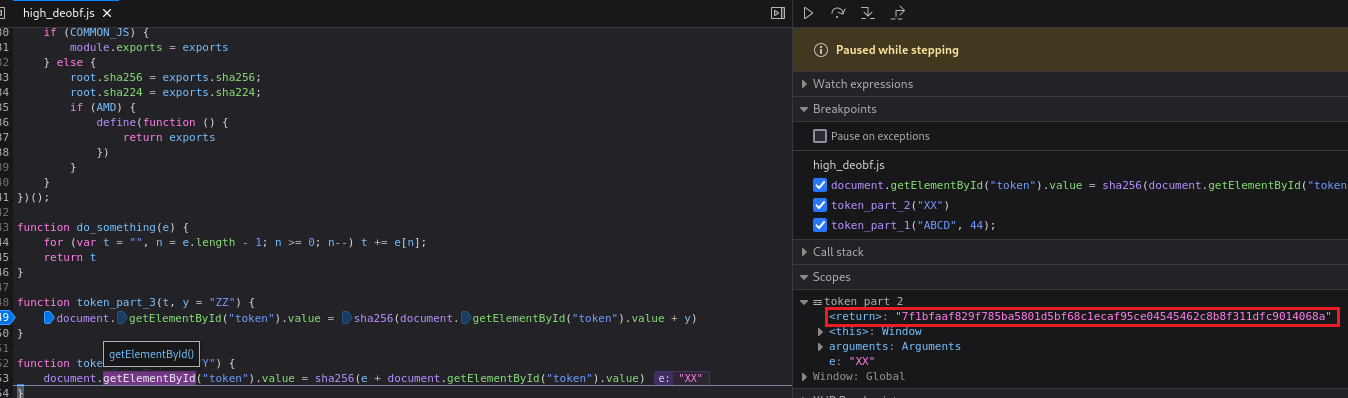 high_deobf.js
30 if (COMMON_JS) {
31 module.exports = exports
32 } else {
33 root.sha256 = exports.sha256;
34 root.sha224 = exports.sha224;
35 if (AMD) {
36 define(function () {
37 return exports
38 })
39 }
40 }
41 })();
42
43 function do_something(e) {
44 for (var t = "", n = e.length - 1; n >= 0; n--) t += e[n];
45 return t
46 }
47
48 function token_part_3(t, y = "ZZ") {
49 document.getElementById("token").value = sha256(document.getElementById("token").value + y)
50 }
51
52 function toke Y") {
getElementById()
53 document.getElementById("token").value = sha256(e + document.getElementById("token").value) e: "XX"
54 }
Paused while stepping
Watch expressions
Breakpoints
Pause on exceptions
high_deobf.js
document.getElementById("token").value = sha256(document.getElementById("token
token_part_2("XX")
token_part_1("ABCD", 44);
Call stack
Scopes
token_part_2
<return>: "7f1bfaaf829f785ba5801d5bf68c1ecaf95ce04545462c8b8f311dfc9014068a"
<this>: Window
arguments: Arguments
e: "XX"
Window: Global